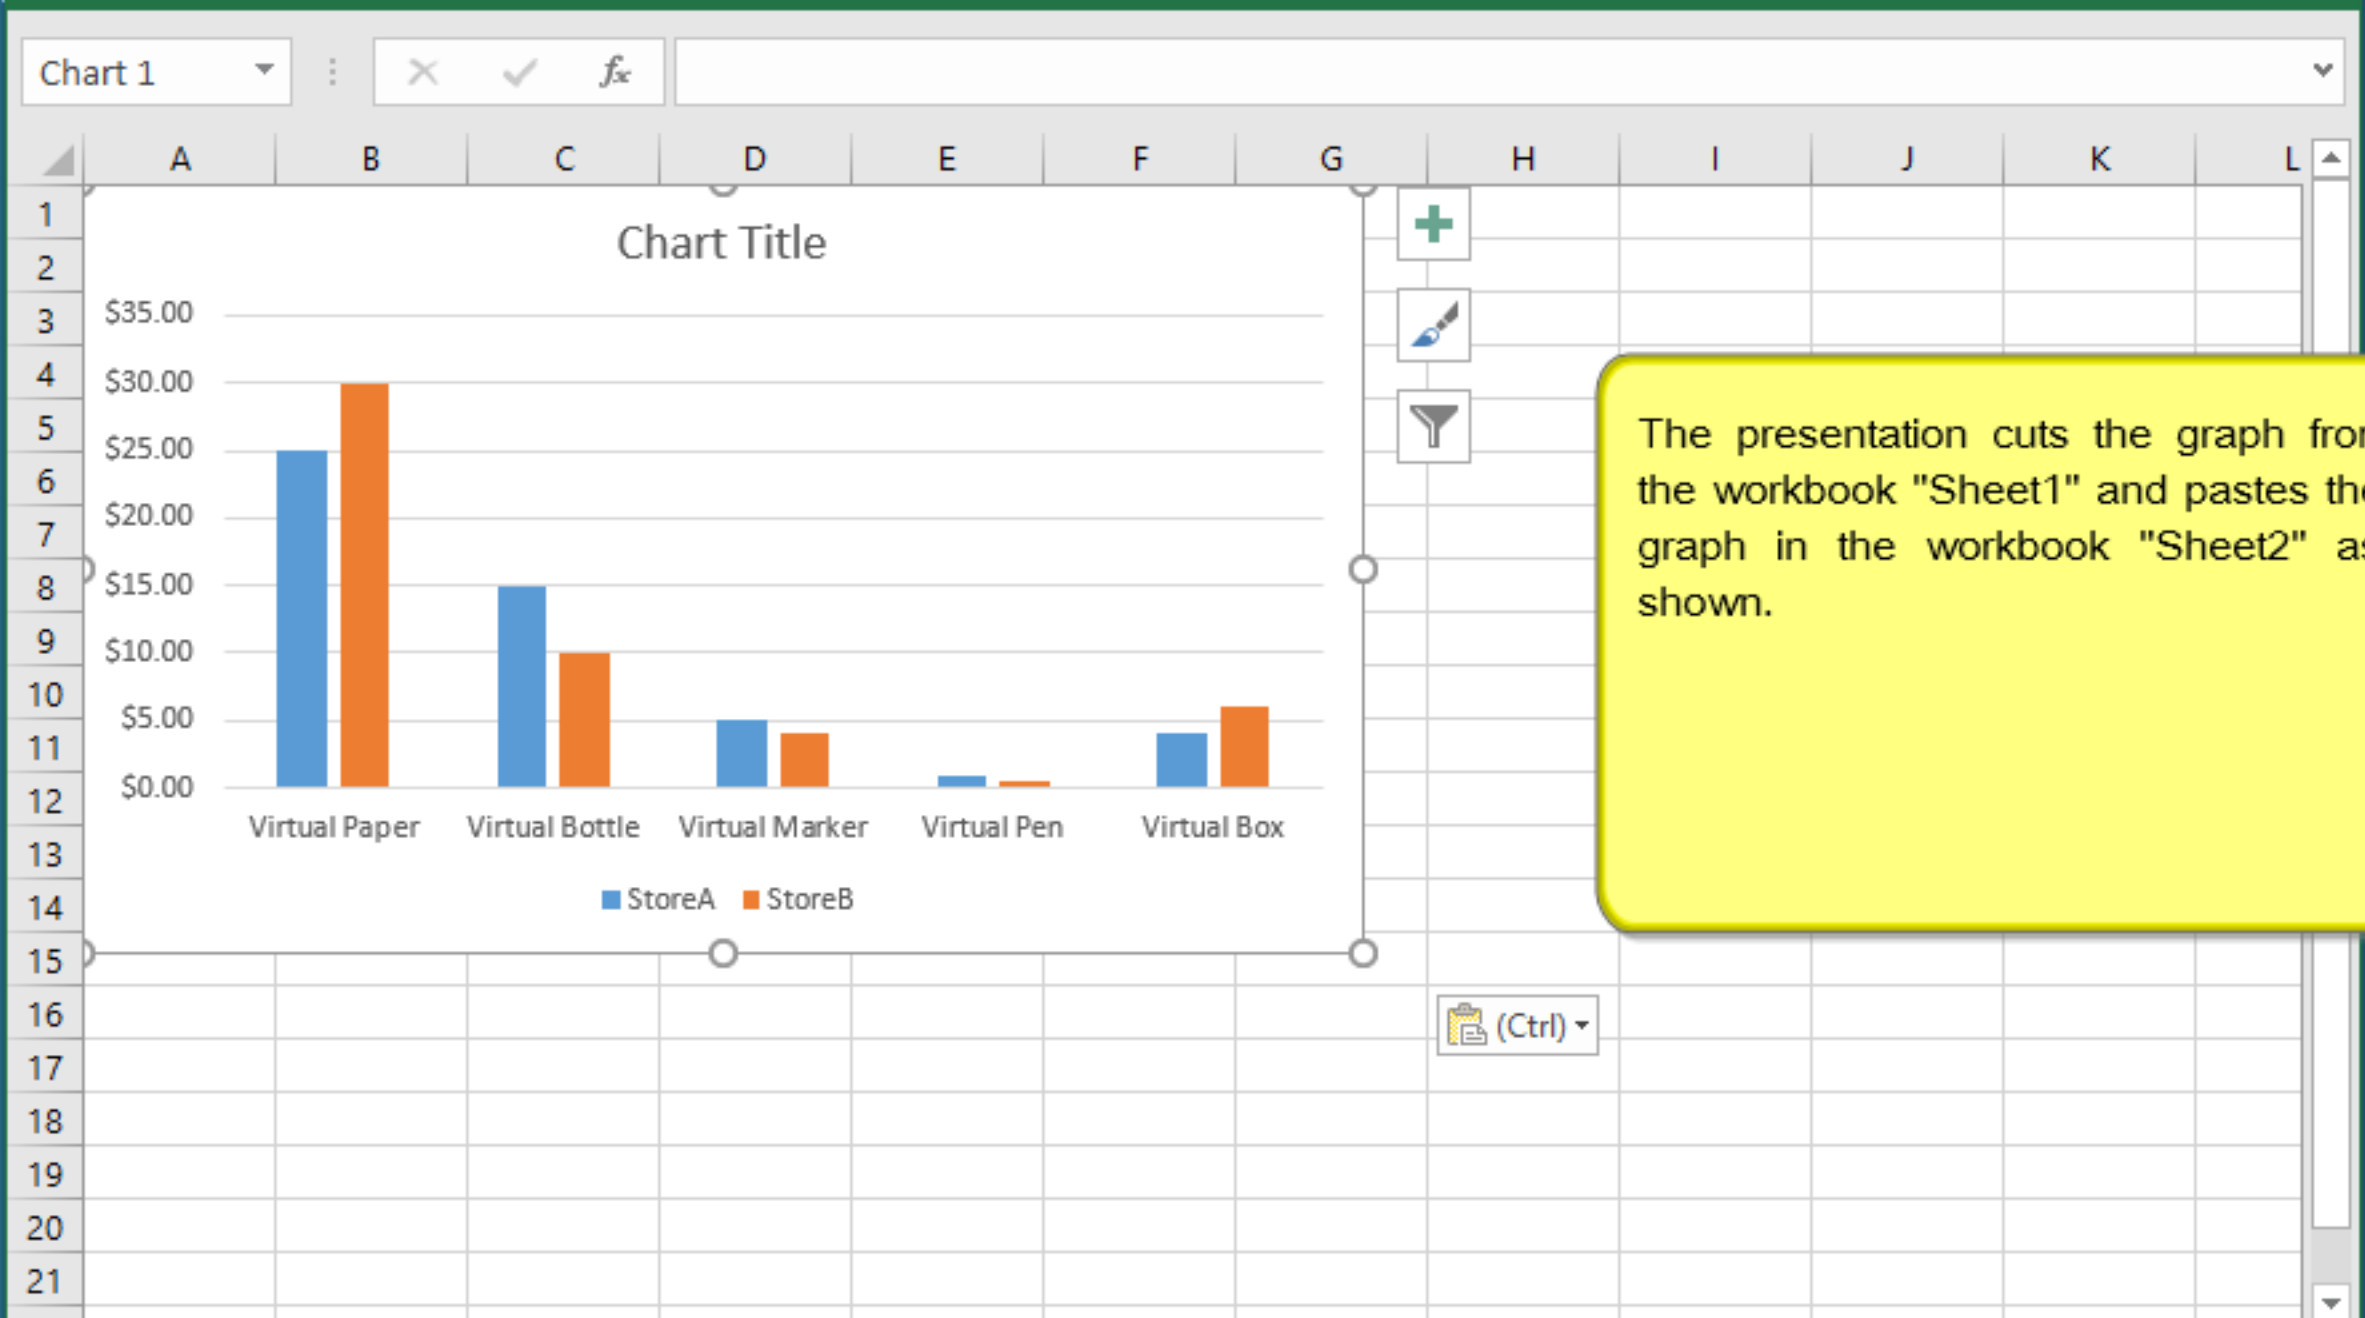 Chart 1
fx
A B C D E F G H I J K L
1
2
3
4
5
6
7
8
9
10
11
12
13
14
15
16
17
18
19
20
21
Chart Title
$35.00
$30.00
$25.00
$20.00
$15.00
$10.00
$5.00
$0.00
Virtual Paper Virtual Bottle Virtual Marker Virtual Pen Virtual Box
StoreA StoreB
The presentation cuts the graph
the workbook "Sheet1" and pastes
graph in the workbook "Sheet2"
shown.
(Ctrl)